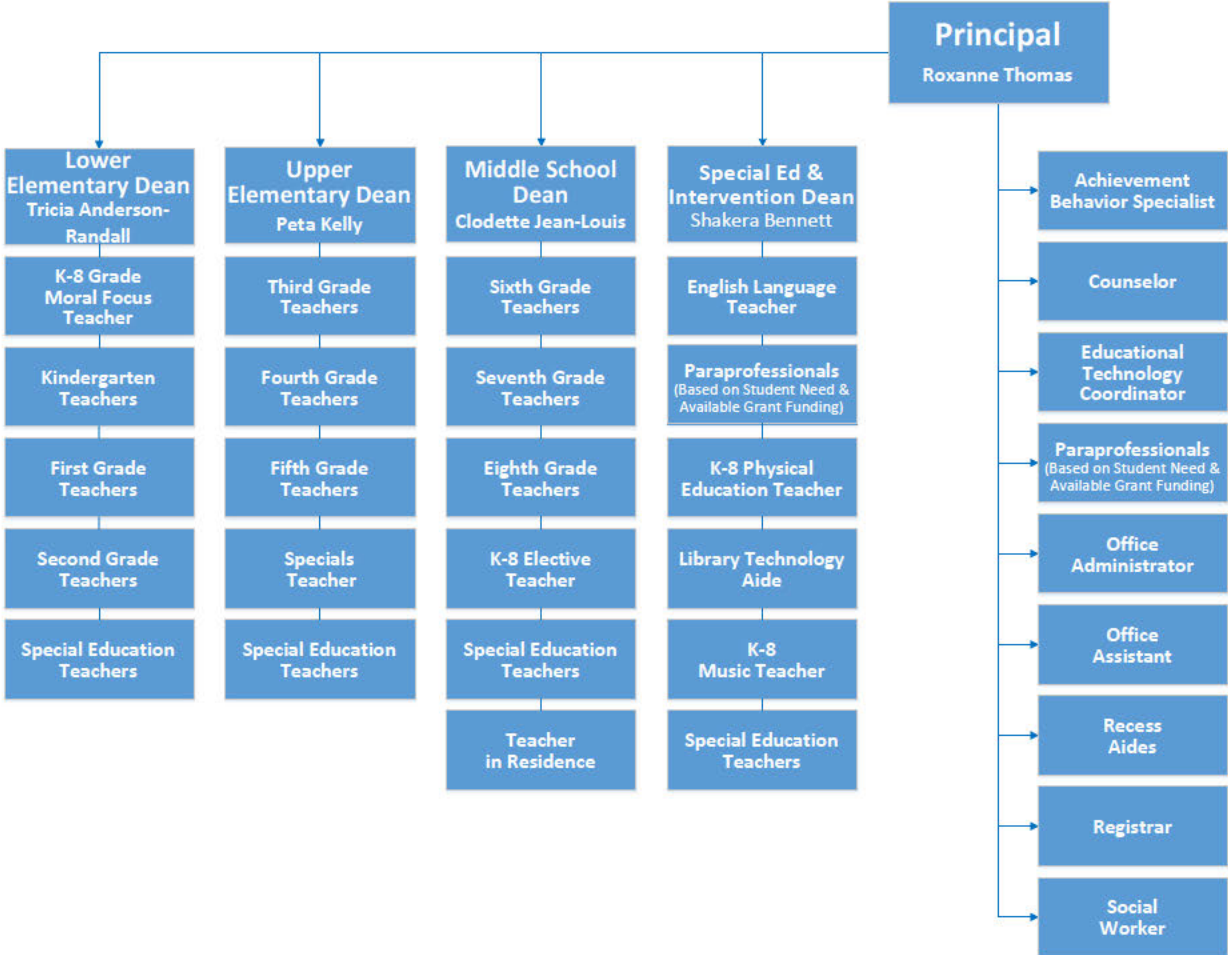 Principal
Roxanne Thomas
Lower
Elementary Dean
Tricia Anderson-
Randall
K-8 Grade
Moral Focus
Teacher
Kindergarten
Teachers
First Grade
Teachers
Second Grade
Teachers
Special Education
Teachers
Upper
Elementary Dean
Peta Kelly
Third Grade
Teachers
Fourth Grade
Teachers
Fifth Grade
Teachers
Specials
Teacher
Special Education
Teachers
Middle School
Dean
Clodette Jean-Louis
Sixth Grade
Teachers
Seventh Grade
Teachers
Eighth Grade
Teachers
K-8 Elective
Teacher
Special Education
Teachers
Teacher
in Residence
Special Ed &
Intervention Dean
Shakera Bennett
English Language
Teacher
Paraprofessionals
(Based on Student Need &
Available Grant Funding)
K-8 Physical
Education Teacher
Library Technology
Aide
K-8
Music Teacher
Special Education
Teachers
Achievement
Behavior Specialist
Counselor
Educational
Technology
Coordinator
Paraprofessionals
(Based on Student Need &
Available Grant Funding)
Office
Administrator
Office
Assistant
Recess
Aides
Registrar
Social
Worker